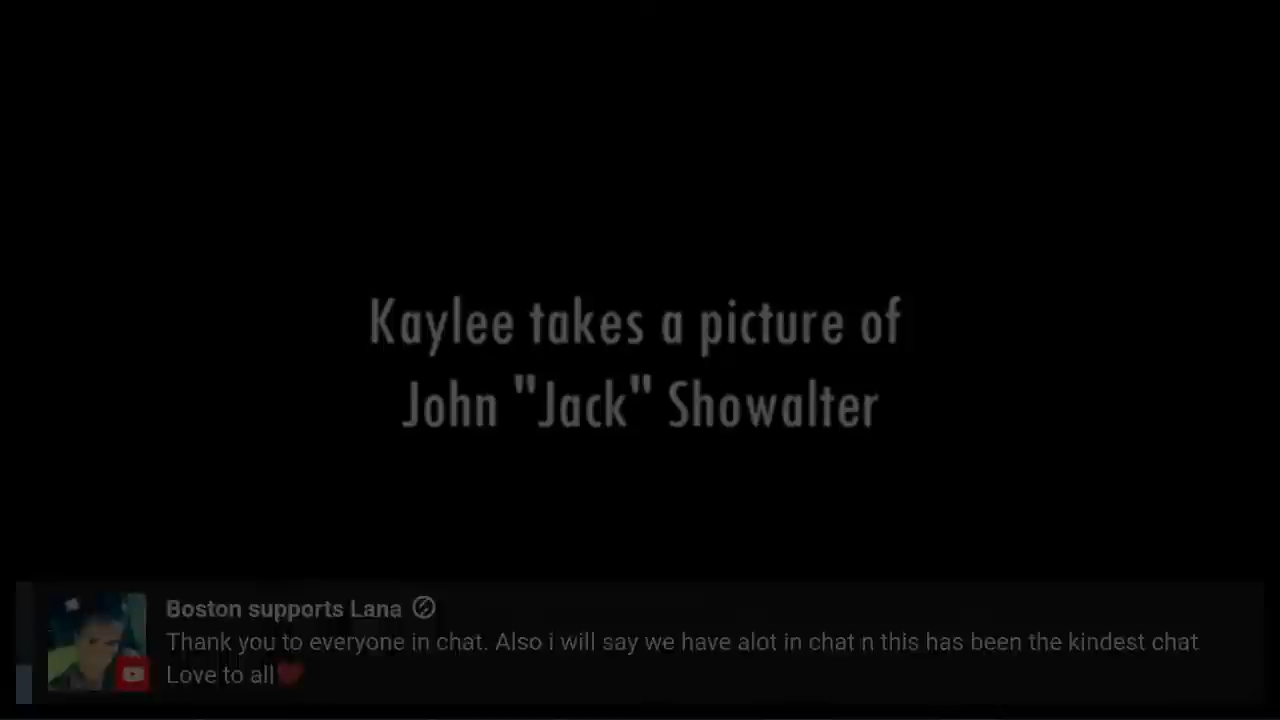 Kaylee takes a picture of
John "Jack" Showalter
Boston supports Lana
Thank you to everyone in chat. Also i will say we have alot in chat n this has been the kindest chat
Love to all❤